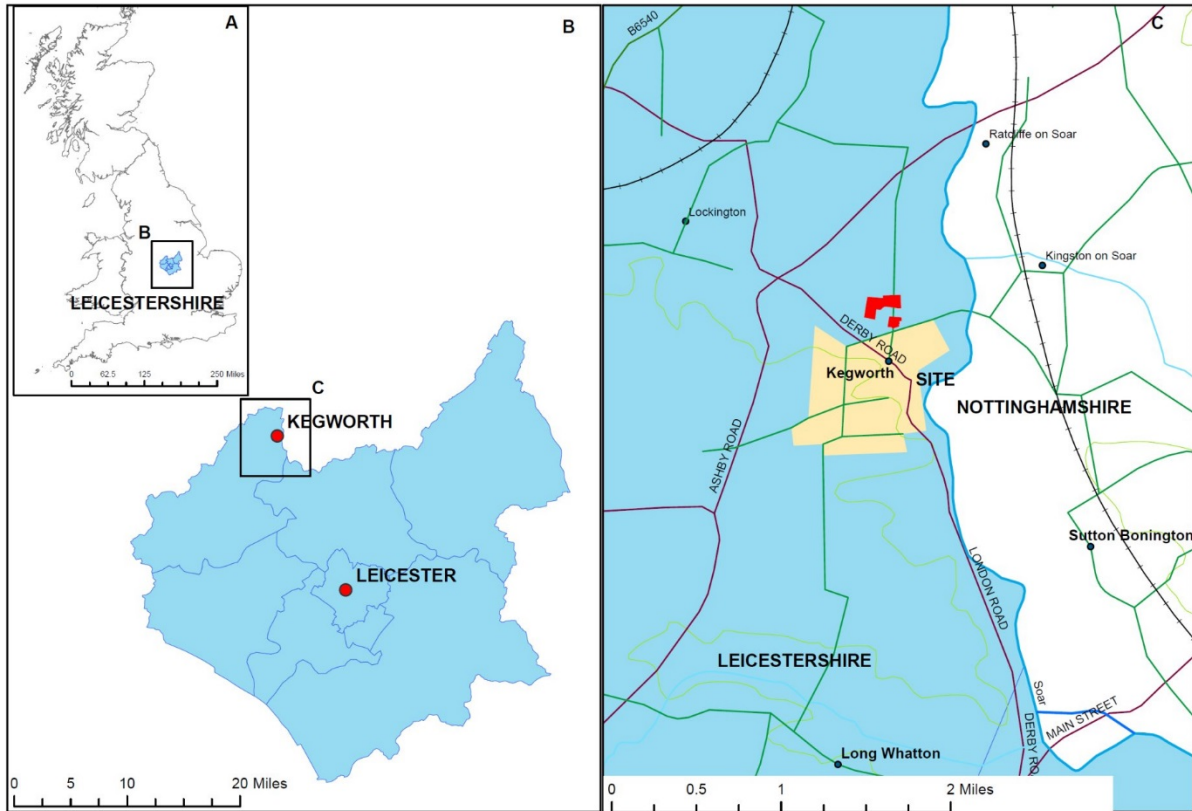 A
B
LEICESTERSHIRE
0 62.5 125 250 Miles
B
C
KEGWORTH
LEICESTER
0 5 10 20 Miles
C
B6540
Ratcliffe on Soar
Lockington
Kingston on Soar
DERBY ROAD
Kegworth
SITE
NOTTINGHAMSHIRE
ASHBY ROAD
Sutton Bonington
LONDON ROAD
LEICESTERSHIRE
Soar
MAIN STREET
DERBY RO
Long Whatton
0 0.5 1 2 Miles